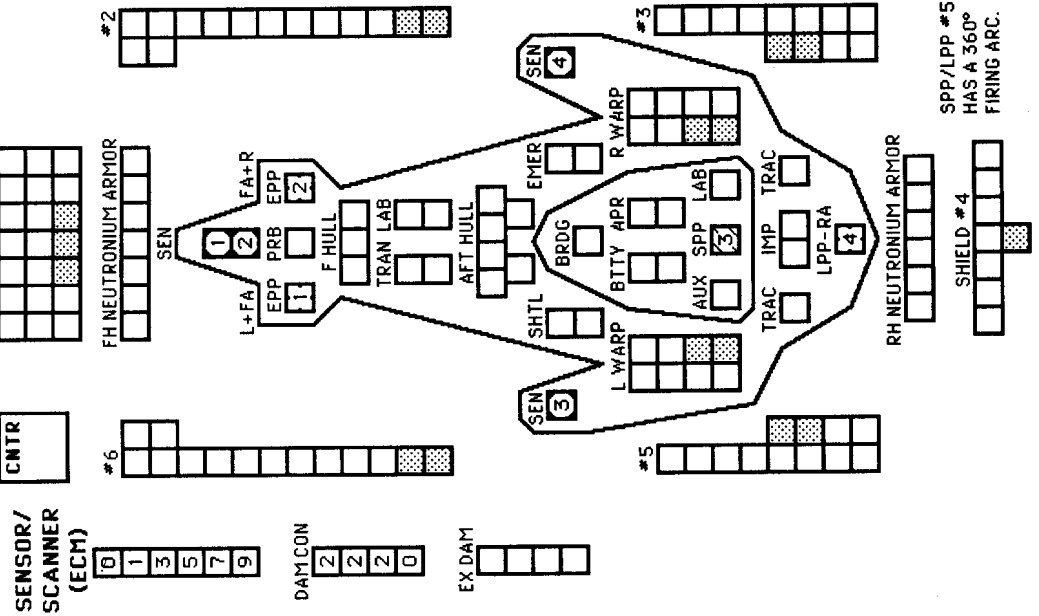 CNTR
#2
#6
FH NEUTRONIUM ARMOR
SENSOR/
SCANNER
(ECM)
0
1
3
5
7
9
DAM CON
2
2
2
0
EX DAM
SEN
1
2
L+FA
FA+R
EPP
1
PRB
EPP
2
F HULL
TRAN
LAB
AFT HULL
SEN
3
SEN
4
SHTL
EMER
L WARP
R WARP
BRDG
BTTY
APR
AUX
SPP
3
LAB
TRAC
IMP
TRAC
LPP-RA
4
#5
#3
RH NEUTRONIUM ARMOR
SHIELD #4
SPP/LPP #5
HAS A 360°
FIRING ARC.